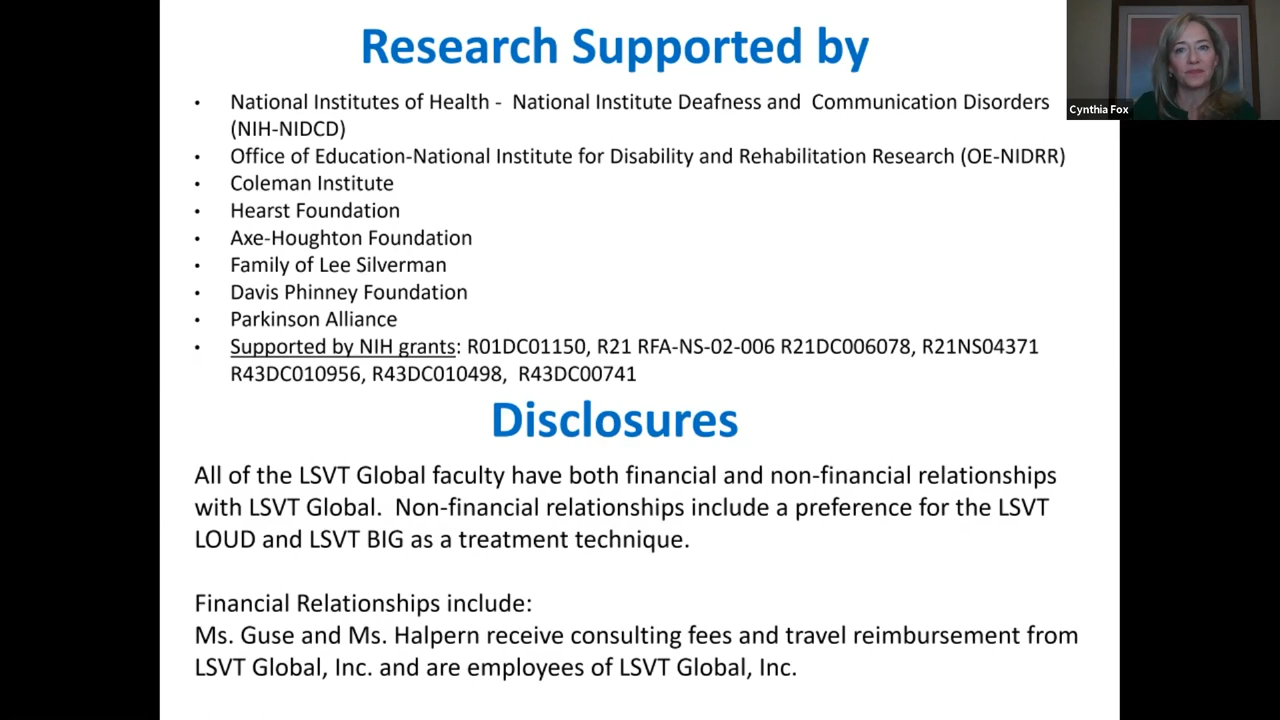 Research Supported by
Cynthia Fox
• National Institutes of Health - National Institute Deafness and Communication Disorders
(NIH-NIDCD)
• Office of Education-National Institute for Disability and Rehabilitation Research (OE-NIDRR)
• Coleman Institute
• Hearst Foundation
• Axe-Houghton Foundation
• Family of Lee Silverman
• Davis Phinney Foundation
• Parkinson Alliance
• Supported by NIH grants: R01DC01150, R21 RFA-NS-02-006 R21DC006078, R21NS04371
R43DC010956, R43DC010498, R43DC00741
Disclosures
All of the LSVT Global faculty have both financial and non-financial relationships
with LSVT Global. Non-financial relationships include a preference for the LSVT
LOUD and LSVT BIG as a treatment technique.
Financial Relationships include:
Ms. Guse and Ms. Halpern receive consulting fees and travel reimbursement from
LSVT Global, Inc. and are employees of LSVT Global, Inc.